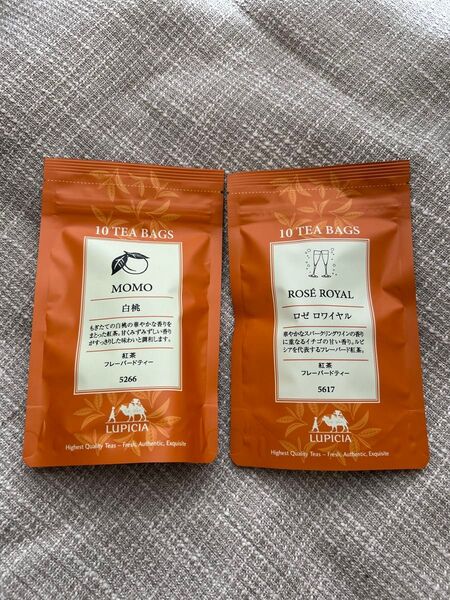 10 TEA BAGS
MOMO
白桃
もぎたての白桃の華やかな香りを
まとった紅茶。甘くみずみずしい香り
がすっきりした味わいと調和します。
紅茶
フレーバードティー
5266
LUPICIA
Highest Quality Teas – Fresh, Authentic, Exquisite
10 TEA BAGS
ROSÉ ROYAL
ロゼ ロワイヤル
華やかなスパークリングワインの香り
に重なるイチゴの甘い香り。ルピ
シアを代表するフレーバード紅茶。
紅茶
フレーバードティー
5617
LUPICIA
Highest Quality Teas – Fresh, Authentic, Exquisite